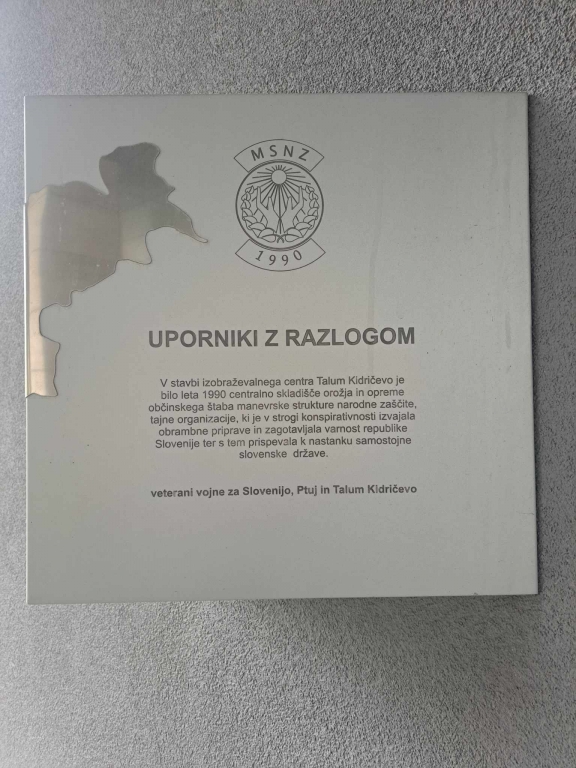 MSNZ
1990
UPORNIKI Z RAZLOGOM
V stavbi izobraževalnega centra Talum Kidričevo je
bilo leta 1990 centralno skladišče orožja in opreme
občinskega štaba manevrske strukture narodne zaščite,
tajne organizacije, ki je v strogi konspirativnosti izvajala
obrambne priprave in zagotavljala varnost republike
Slovenije ter s tem prispevala k nastanku samostojne
slovenske države.
veterani vojne za Slovenijo, Ptuj in Talum Kidričevo